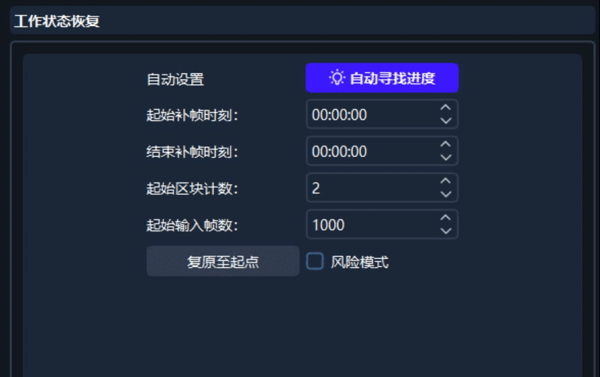 工作状态恢复
自动设置 自动寻找进度
起始补帧时刻: 00:00:00
结束补帧时刻: 00:00:00
起始区块计数: 2
起始输入帧数: 1000
复原至起点 风险模式